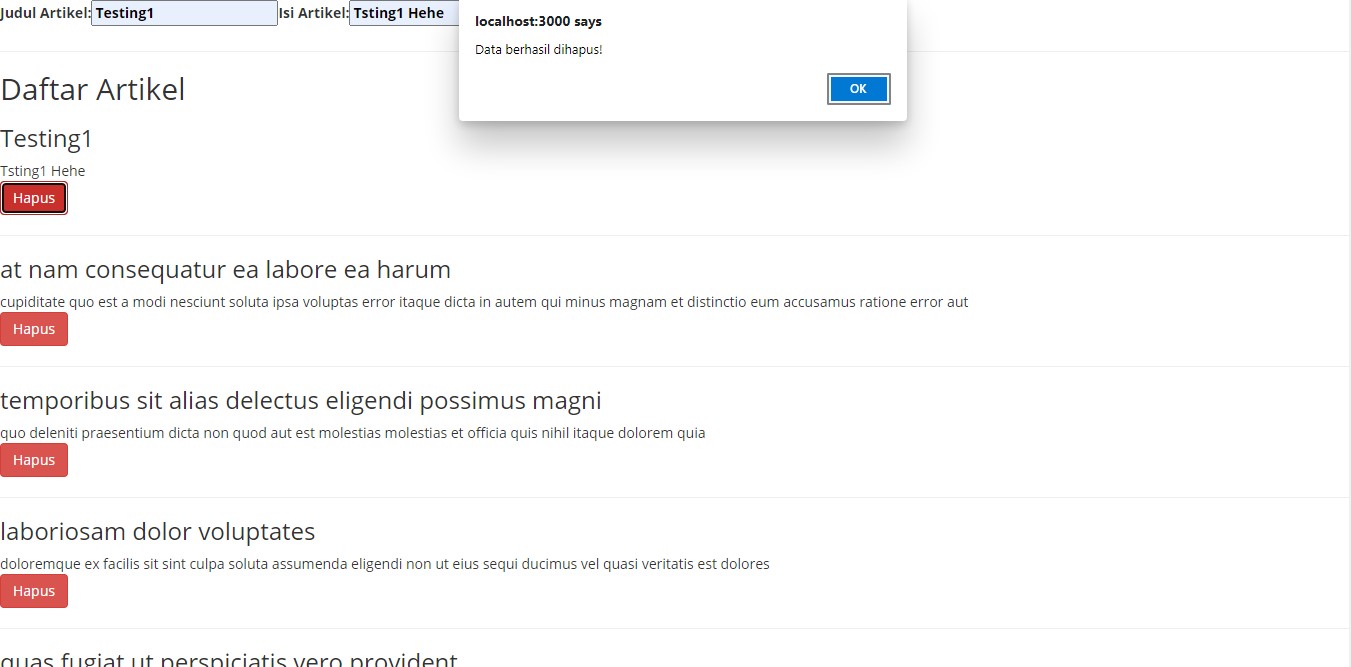 Judul Artikel: Testing1 Isi Artikel: Tsting1 Hehe
localhost:3000 says
Data berhasil dihapus!
OK
Daftar Artikel
Testing1
Tsting1 Hehe
Hapus
at nam consequatur ea labore ea harum
cupiditate quo est a modi nesciunt soluta ipsa voluptas error itaque dicta in autem qui minus magnam et distinctio eum accusamus ratione error aut
Hapus
temporibus sit alias delectus eligendi possimus magni
quo deleniti praesentium dicta non quod aut est molestias molestias et officia quis nihil itaque dolorem quia
Hapus
laboriosam dolor voluptates
doloremque ex facilis sit sint culpa soluta assumenda eligendi non ut eius sequi ducimus vel quasi veritatis est dolores
Hapus
quas fugiat ut perspiciatis vero provident